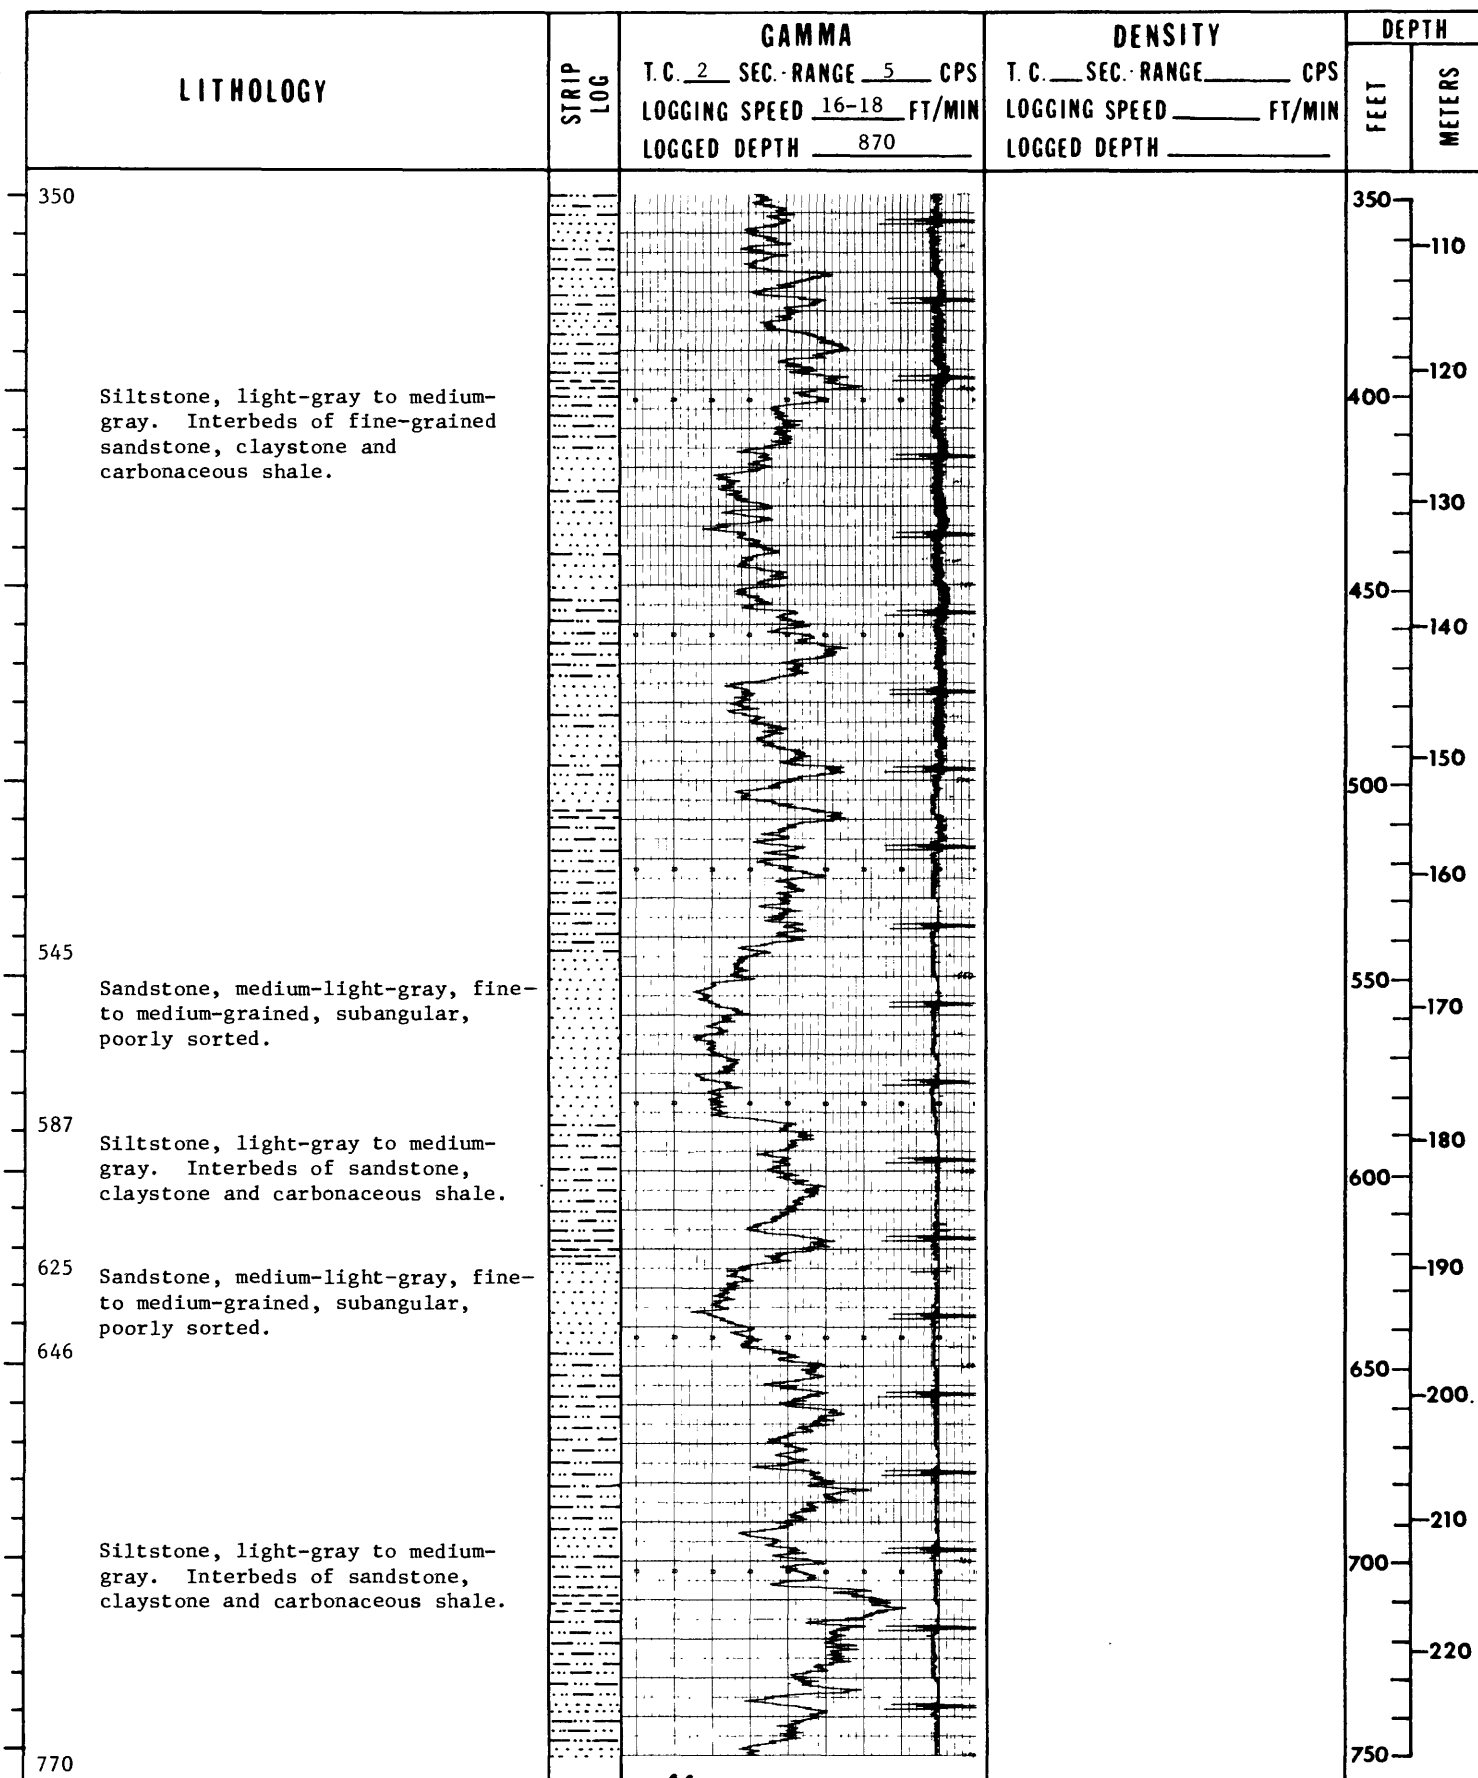 LITHOLOGY
STRIP LOG
GAMMA
T.C. 2 SEC. RANGE 5 CPS
LOGGING SPEED 16-18 FT/MIN
LOGGED DEPTH 870
DENSITY
T.C. SEC. RANGE CPS
LOGGING SPEED FT/MIN
LOGGED DEPTH
DEPTH
FEET
METERS
350
Siltstone, light-gray to medium-
gray. Interbeds of fine-grained
sandstone, claystone and
carbonaceous shale.
545
Sandstone, medium-light-gray, fine-
to medium-grained, subangular,
poorly sorted.
587
Siltstone, light-gray to medium-
gray. Interbeds of sandstone,
claystone and carbonaceous shale.
625
Sandstone, medium-light-gray, fine-
to medium-grained, subangular,
poorly sorted.
646
Siltstone, light-gray to medium-
gray. Interbeds of sandstone,
claystone and carbonaceous shale.
770
350
400
450
500
550
600
650
700
750
110
120
130
140
150
160
170
180
190
200
210
220